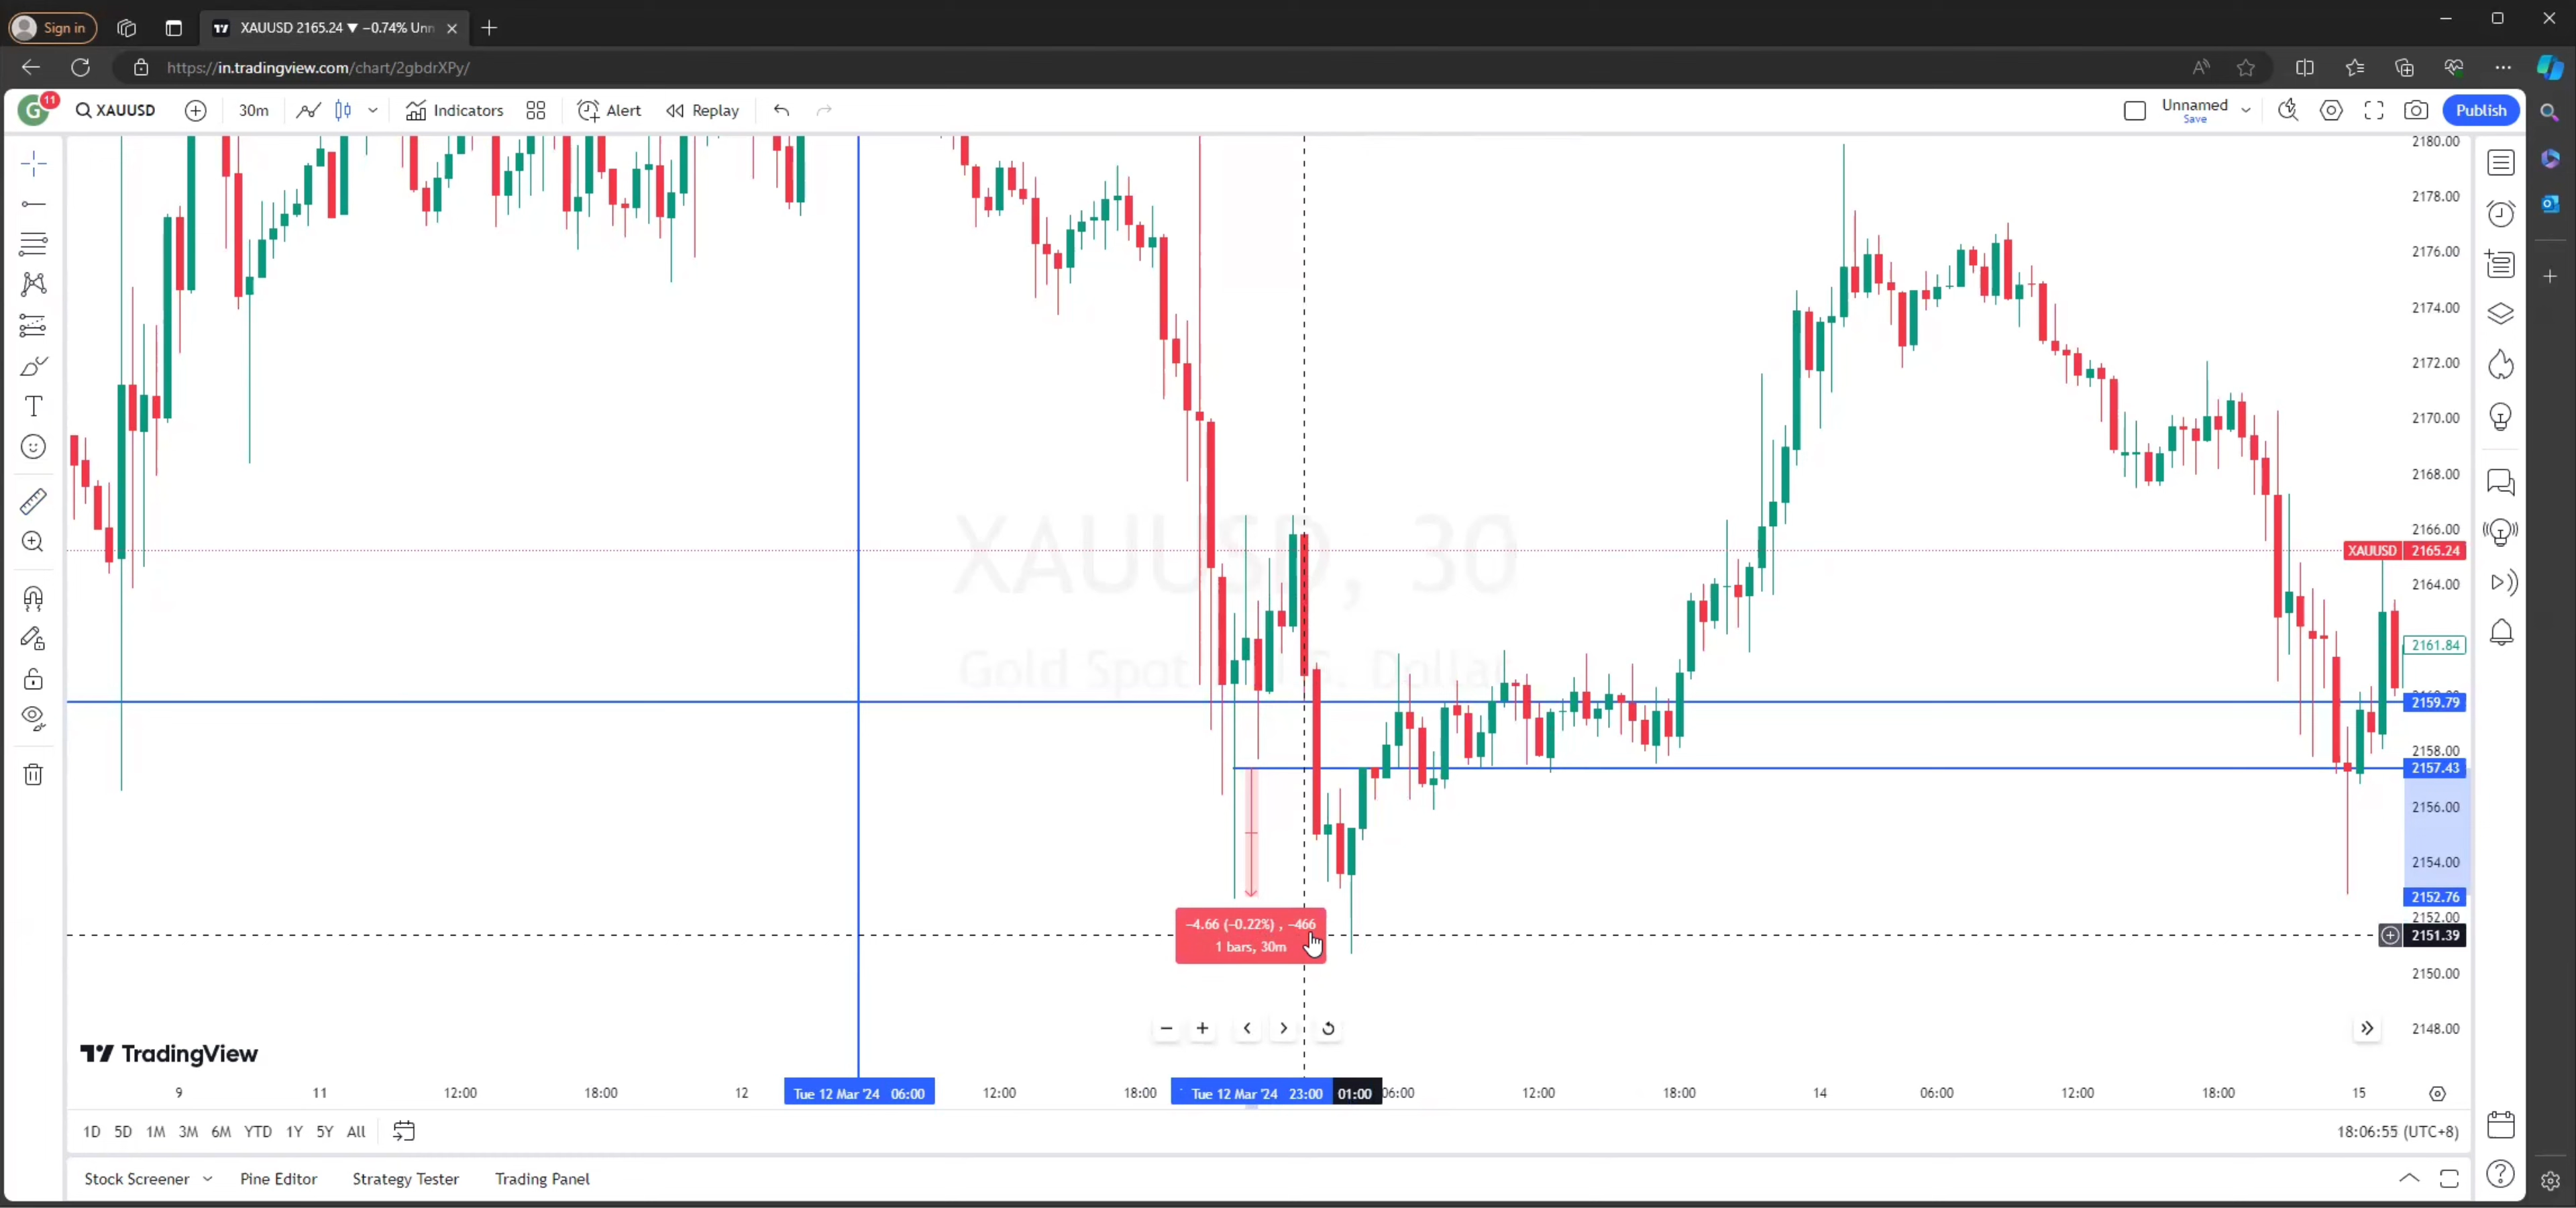 Sign in
XAUUSD 2165.24 ▼ −0.74% Unn
https://in.tradingview.com/chart/2gbdrXPy/
G
11
XAUUSD
30m
Indicators
Alert
Replay
Unnamed
Save
Publish
2180.00
2178.00
2176.00
2174.00
2172.00
2170.00
2168.00
2166.00
XAUUSD 2165.24
2164.00
2161.84
2159.79
2158.00
2157.43
2156.00
2154.00
2152.76
2152.00
2151.39
2150.00
2148.00
XAUUSD, 30
Gold Spot
Dollar
−4.66 (−0.22%) , −466
1 bars, 30m
TradingView
9 11 12:00 18:00 12 Tue 12 Mar '24 06:00 12:00 18:00 Tue 12 Mar '24 23:00 01:00 06:00 12:00 18:00 14 06:00 12:00 18:00 15
1D 5D 1M 3M 6M YTD 1Y 5Y All
18:06:55 (UTC+8)
Stock Screener Pine Editor Strategy Tester Trading Panel